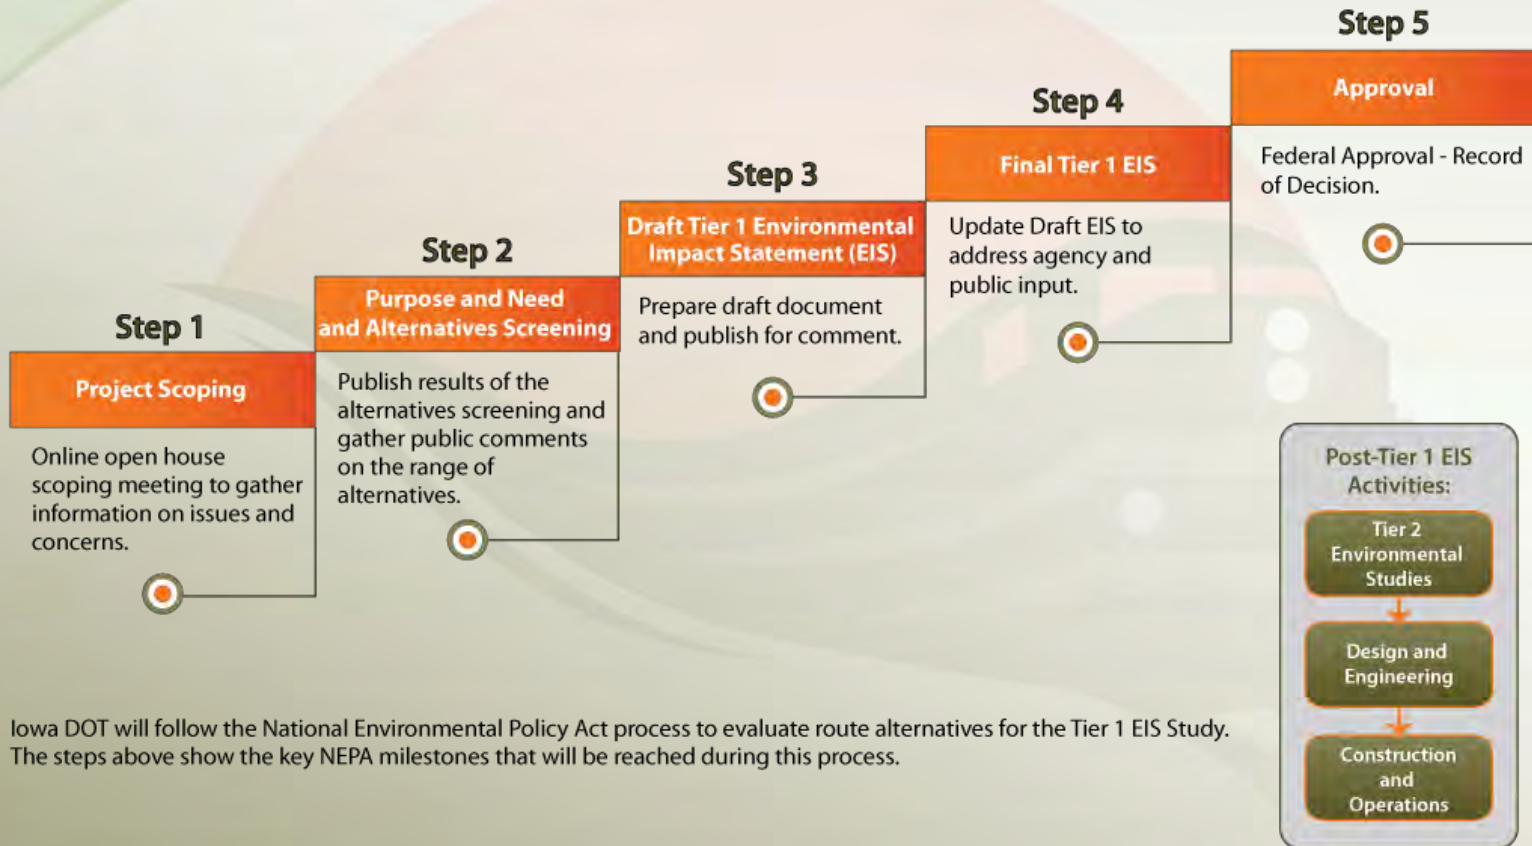 Step 1
Project Scoping
Online open house
scoping meeting to gather
information on issues and
concerns.
Step 2
Purpose and Need
and Alternatives Screening
Publish results of the
alternatives screening and
gather public comments
on the range of
alternatives.
Step 3
Draft Tier 1 Environmental
Impact Statement (EIS)
Prepare draft document
and publish for comment.
Step 4
Final Tier 1 EIS
Update Draft EIS to
address agency and
public input.
Step 5
Approval
Federal Approval - Record
of Decision.
Post-Tier 1 EIS
Activities:
Tier 2
Environmental
Studies
Design and
Engineering
Construction
and
Operations
Iowa DOT will follow the National Environmental Policy Act process to evaluate route alternatives for the Tier 1 EIS Study.
The steps above show the key NEPA milestones that will be reached during this process.